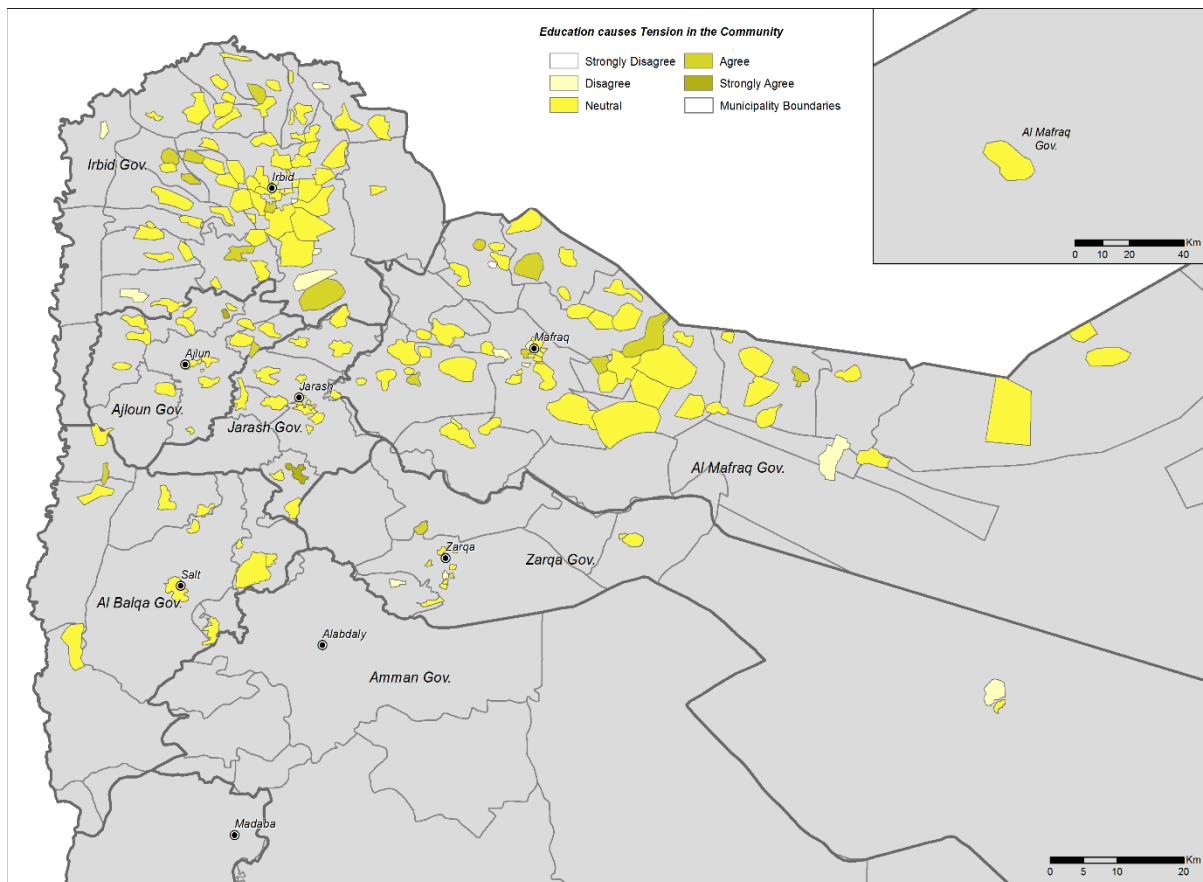 Education causes Tension in the Community
Strongly Disagree
Agree
Disagree
Strongly Agree
Neutral
Municipality Boundaries
Al Mafraq
Gov.
Km
0 10 20 40
Irbid Gov.
Irbid
Mafraq
Ajlun
Jarash
Ajloun Gov.
Jarash Gov.
Al Mafraq Gov.
Zarqa
Zarqa Gov.
Salt
Al Balqa Gov.
Alabdaly
Amman Gov.
Madaba
Km
0 5 10 20